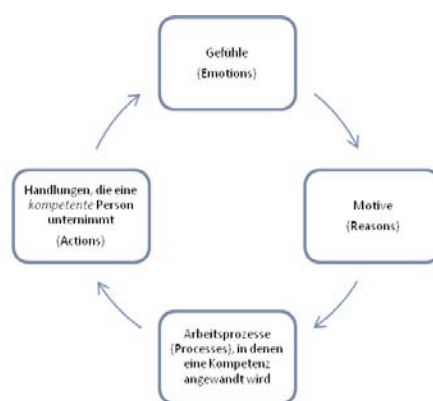 Gefühle
(Emotions)
Motive
(Reasons)
Arbeitsprozesse
(Processes), in denen
eine Kompetenz
angewandt wird
Handlungen, die eine
kompetente Person
unternimmt
(Actions)